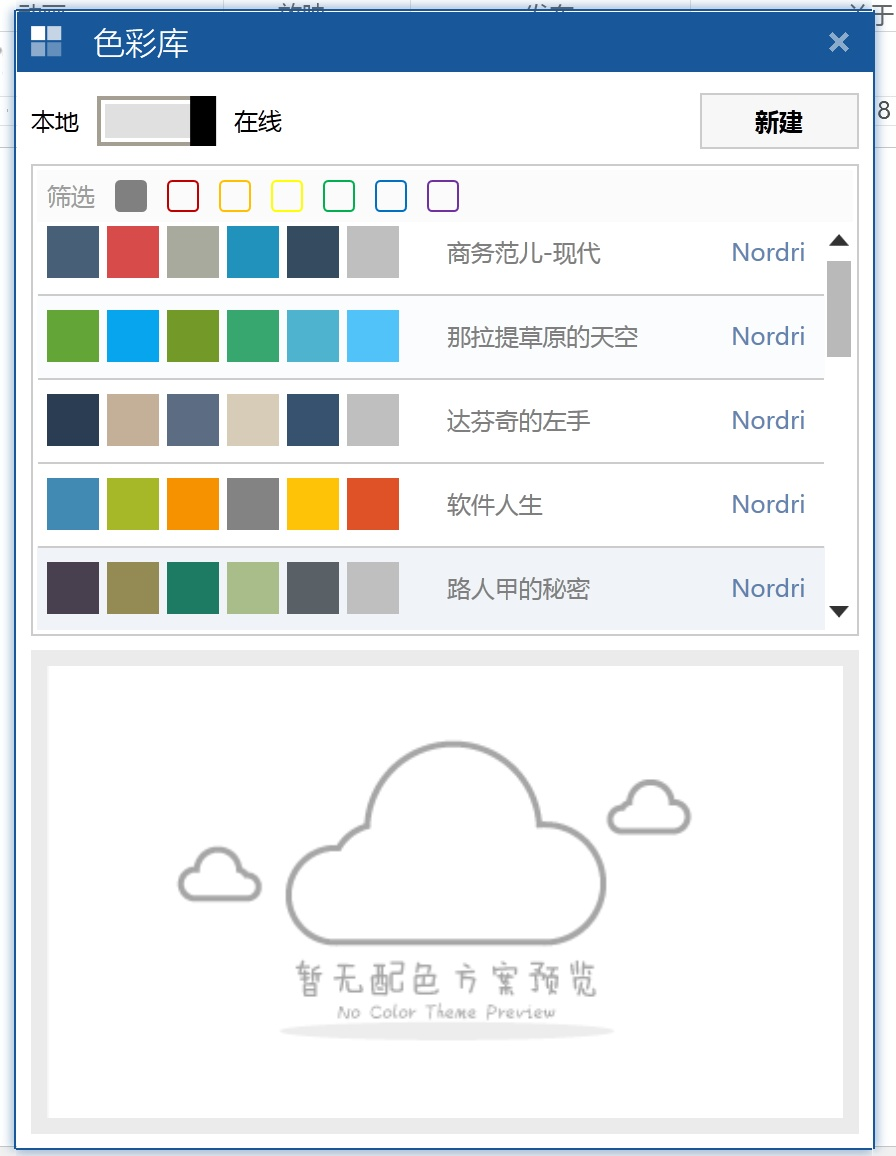 色彩库
本地 在线 新建
8
筛选
商务范儿-现代 Nordri
那拉提草原的天空 Nordri
达芬奇的左手 Nordri
软件人生 Nordri
路人甲的秘密 Nordri
暂无配色方案预览
No Color Theme Preview